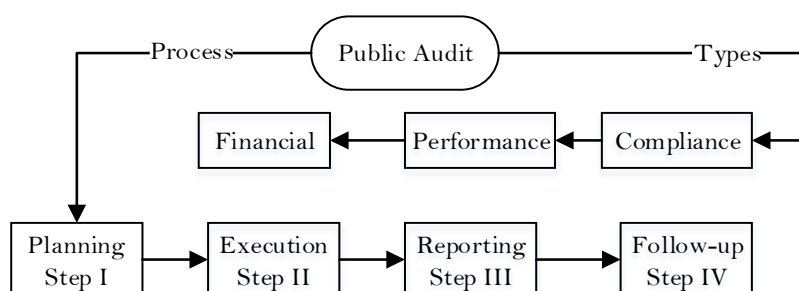 Process
Public Audit
Types
Financial
Performance
Compliance
Planning
Step I
Execution
Step II
Reporting
Step III
Follow-up
Step IV